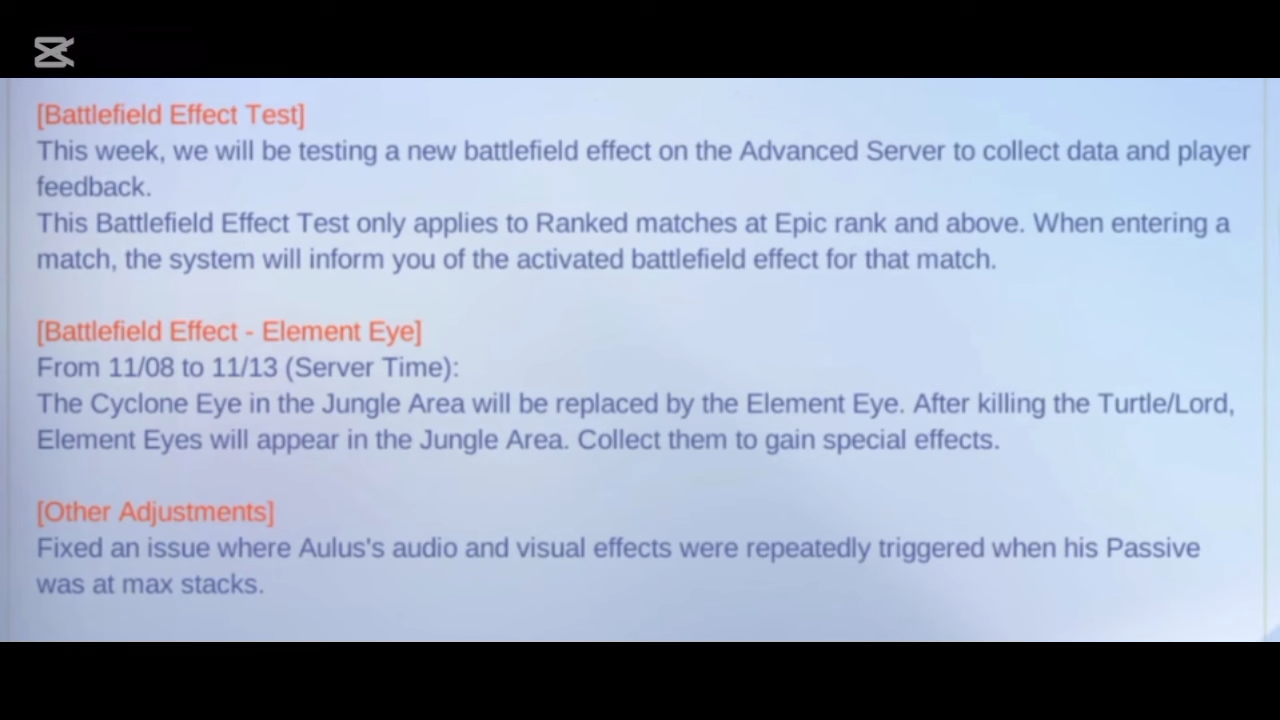 [Battlefield Effect Test]
This week, we will be testing a new battlefield effect on the Advanced Server to collect data and player
feedback.
This Battlefield Effect Test only applies to Ranked matches at Epic rank and above. When entering a
match, the system will inform you of the activated battlefield effect for that match.
[Battlefield Effect - Element Eye]
From 11/08 to 11/13 (Server Time):
The Cyclone Eye in the Jungle Area will be replaced by the Element Eye. After killing the Turtle/Lord,
Element Eyes will appear in the Jungle Area. Collect them to gain special effects.
[Other Adjustments]
Fixed an issue where Aulus's audio and visual effects were repeatedly triggered when his Passive
was at max stacks.